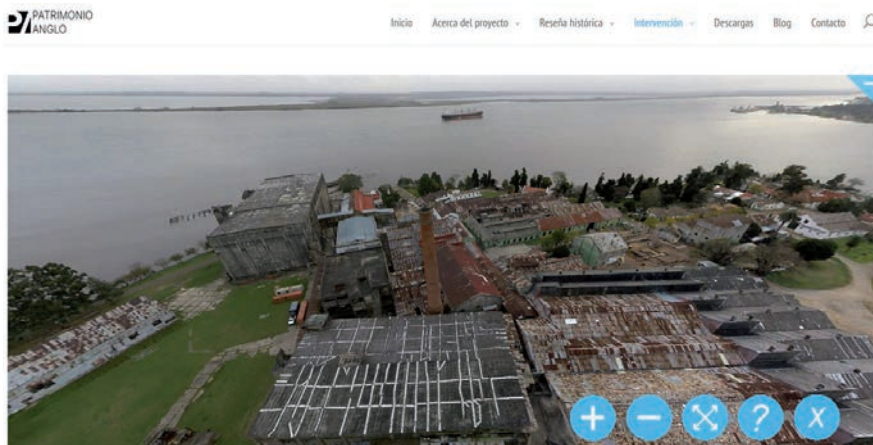 PATRIMONIO
ANGLO
Inicio Acerca del proyecto Reseña histórica Intervención Descargas Blog Contacto
+ − ? X